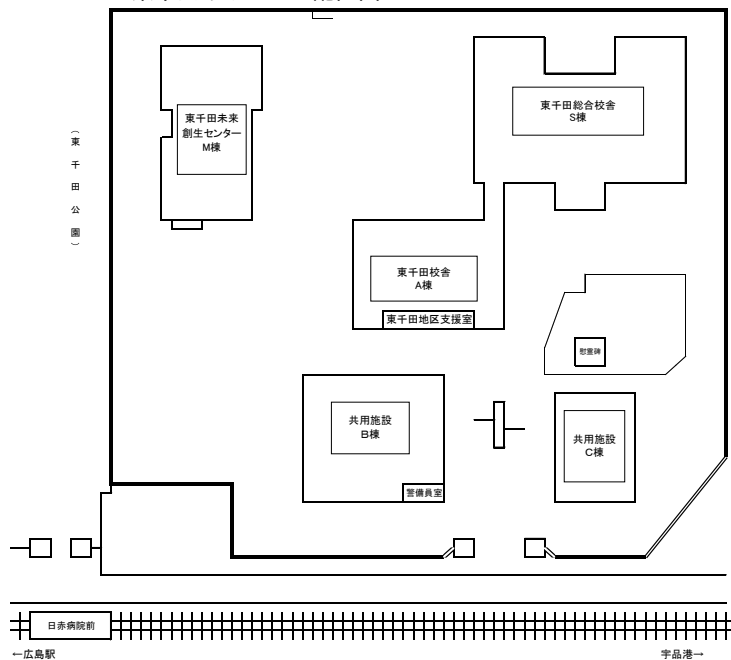 東千田未来
創生センター
M棟
東千田総合校舎
S棟
（東千田公園）
東千田校舎
A棟
東千田地区支援室
慰霊碑
共用施設
B棟
共用施設
C棟
警備員室
日赤病院前
←広島駅
宇品港→